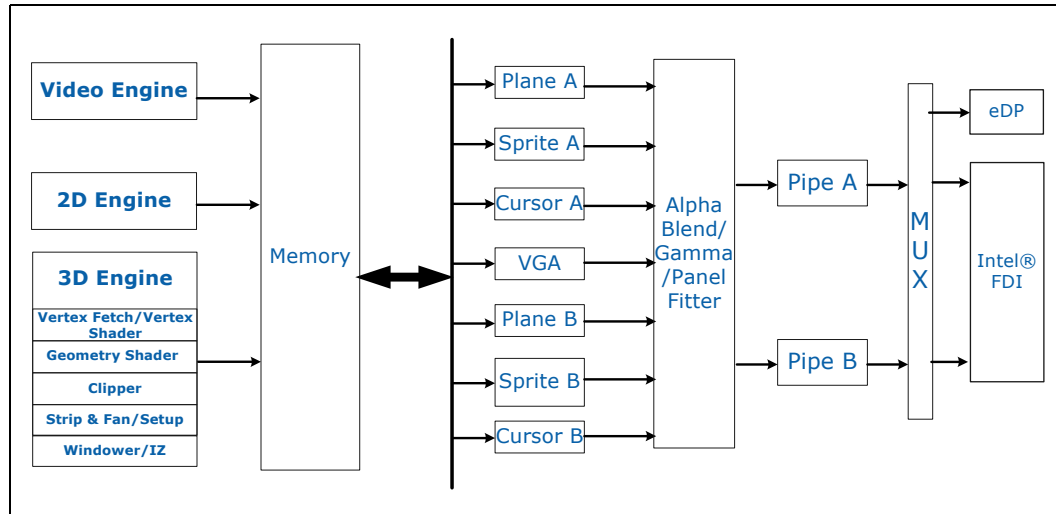 Video Engine
2D Engine
3D Engine
Vertex Fetch/Vertex
Shader
Geometry Shader
Clipper
Strip & Fan/Setup
Windower/IZ
Memory
Plane A
Sprite A
Cursor A
VGA
Plane B
Sprite B
Cursor B
Alpha
Blend/
Gamma
/Panel
Fitter
Pipe A
Pipe B
M
U
X
eDP
Intel®
FDI